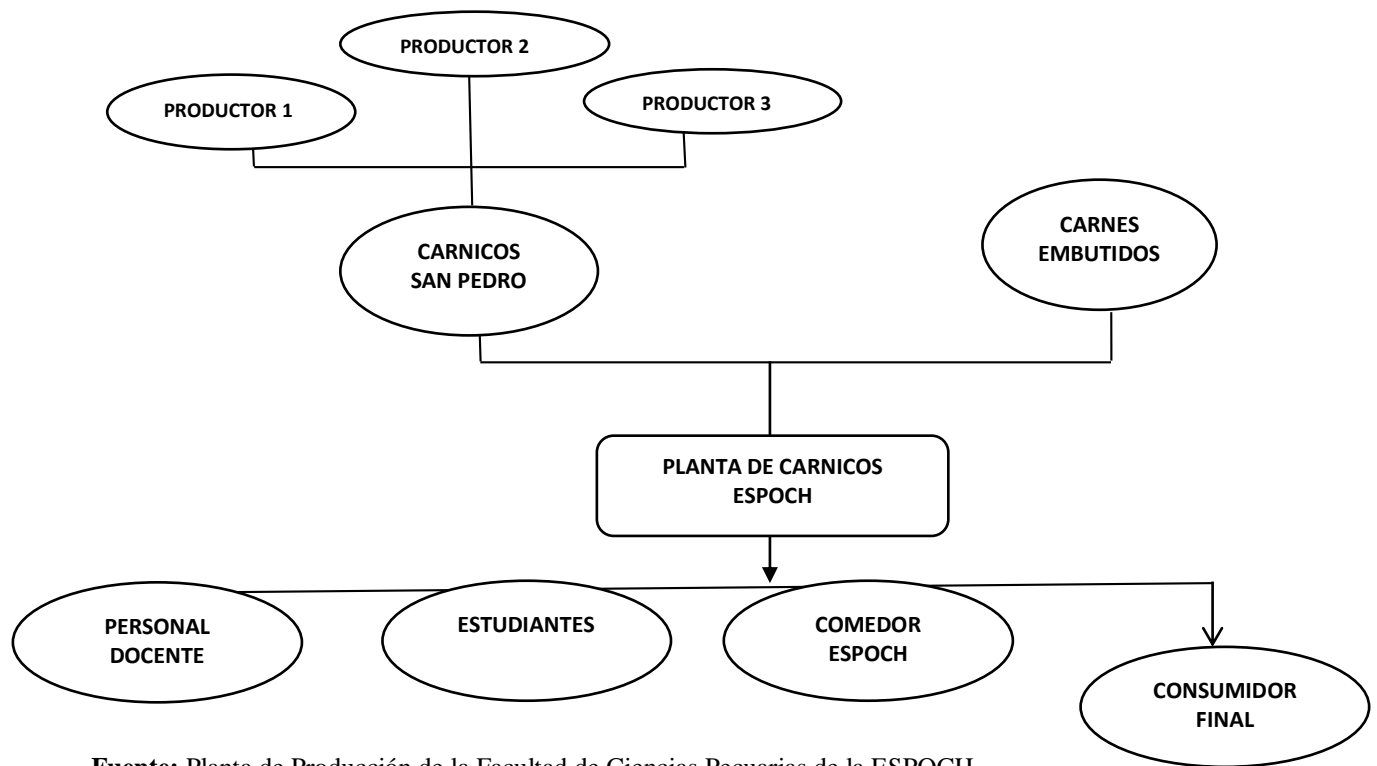 PRODUCTOR 2
PRODUCTOR 1
PRODUCTOR 3
CARNICOS
SAN PEDRO
CARNES
EMBUTIDOS
PLANTA DE CARNICOS
ESPOCH
PERSONAL
DOCENTE
ESTUDIANTES
COMEDOR
ESPOCH
CONSUMIDOR
FINAL
Fuente: Planta de Producción de la Facultad de Ciencias Pecuarias de la ESPOCH